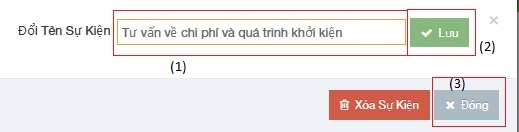 Đổi Tên Sự Kiện Tư vấn về chi phí và quá trình khởi kiện Lưu (2)
(1)
(3)
Xóa Sự Kiện Đóng